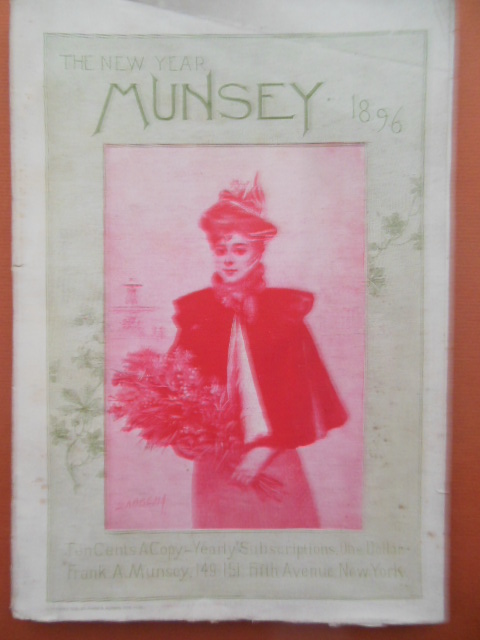 THE NEW YEAR
MUNSEY
1896
Ten Cents A Copy Yearly Subscriptions, One Dollar
Frank A. Munsey, 149-151 Fifth Avenue New York